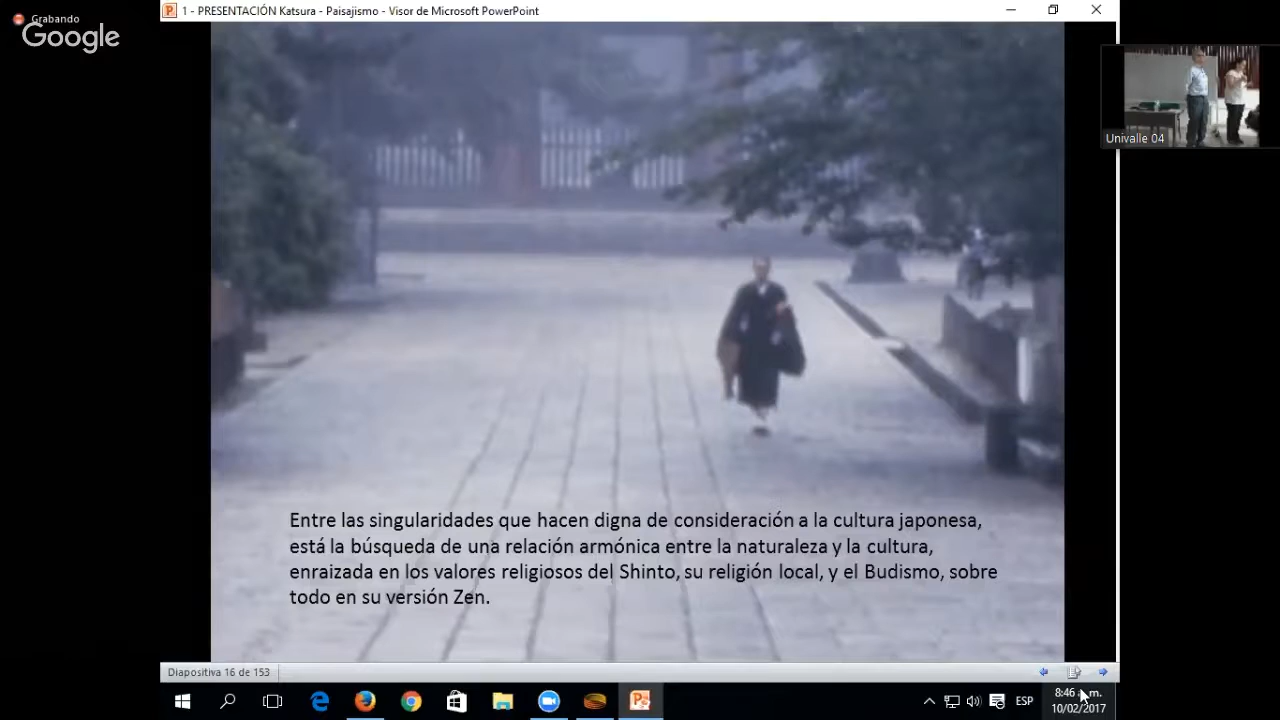 Grabando
Google
1 - PRESENTACIÓN Katsura - Paisajismo - Visor de Microsoft PowerPoint
Univalle 04
Entre las singularidades que hacen digna de consideración a la cultura japonesa,
está la búsqueda de una relación armónica entre la naturaleza y la cultura,
enraizada en los valores religiosos del Shinto, su religión local, y el Budismo, sobre
todo en su versión Zen.
Diapositiva 16 de 153
ESP
8:46 a.m.
10/02/2017